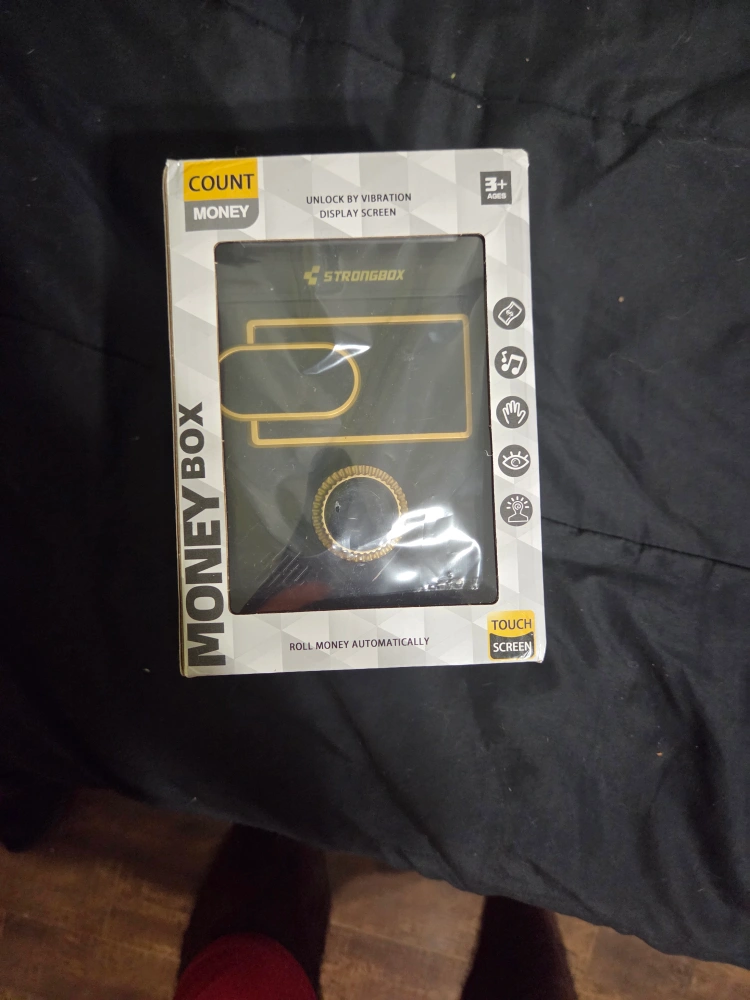 COUNT
MONEY
UNLOCK BY VIBRATION
DISPLAY SCREEN
3+
AGES
STRONGBOX
MONEY BOX
ROLL MONEY AUTOMATICALLY
TOUCH
SCREEN